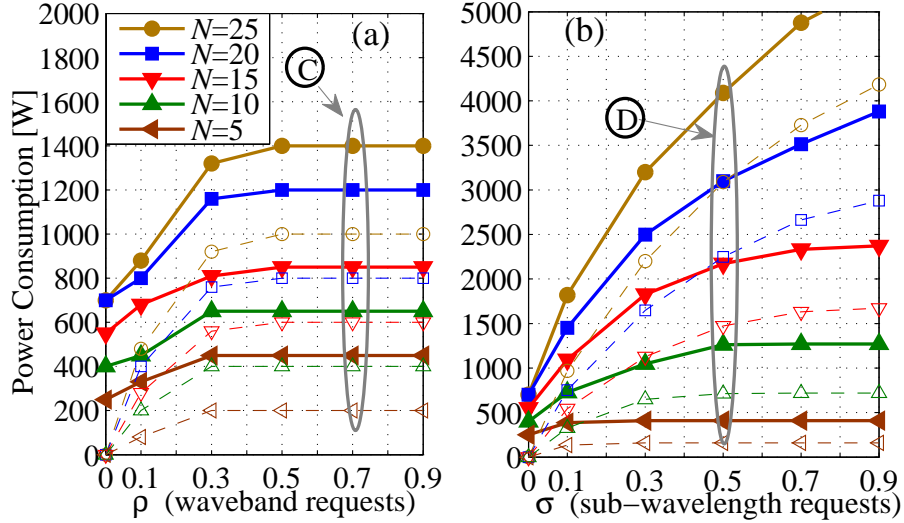 Power Consumption [W]
2000
1800
1600
1400
1200
1000
800
600
400
200
0
N=25
N=20
N=15
N=10
N=5
(a)
C
0 0.1 0.3 0.5 0.7 0.9
ρ (waveband requests)
5000
4500
4000
3500
3000
2500
2000
1500
1000
500
0
(b)
D
0 0.1 0.3 0.5 0.7 0.9
σ (sub−wavelength requests)